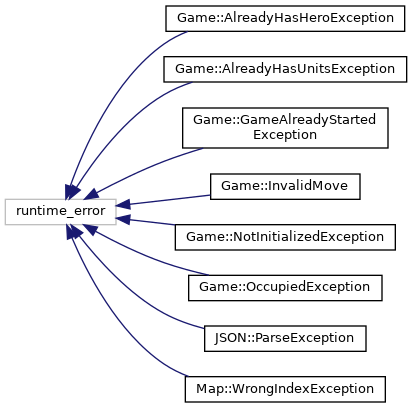 Game::AlreadyHasHeroException
Game::AlreadyHasUnitsException
Game::GameAlreadyStarted
Exception
Game::InvalidMove
runtime_error
Game::NotInitializedException
Game::OccupiedException
JSON::ParseException
Map::WrongIndexException